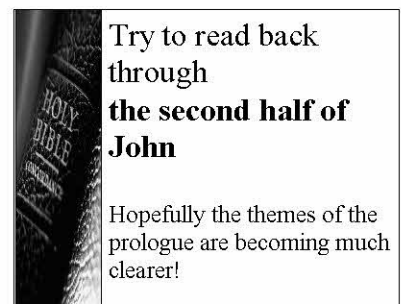 HOLY
BIBLE
CONCORDANCE
Try to read back
through
the second half of
John
Hopefully the themes of the
prologue are becoming much
clearer!